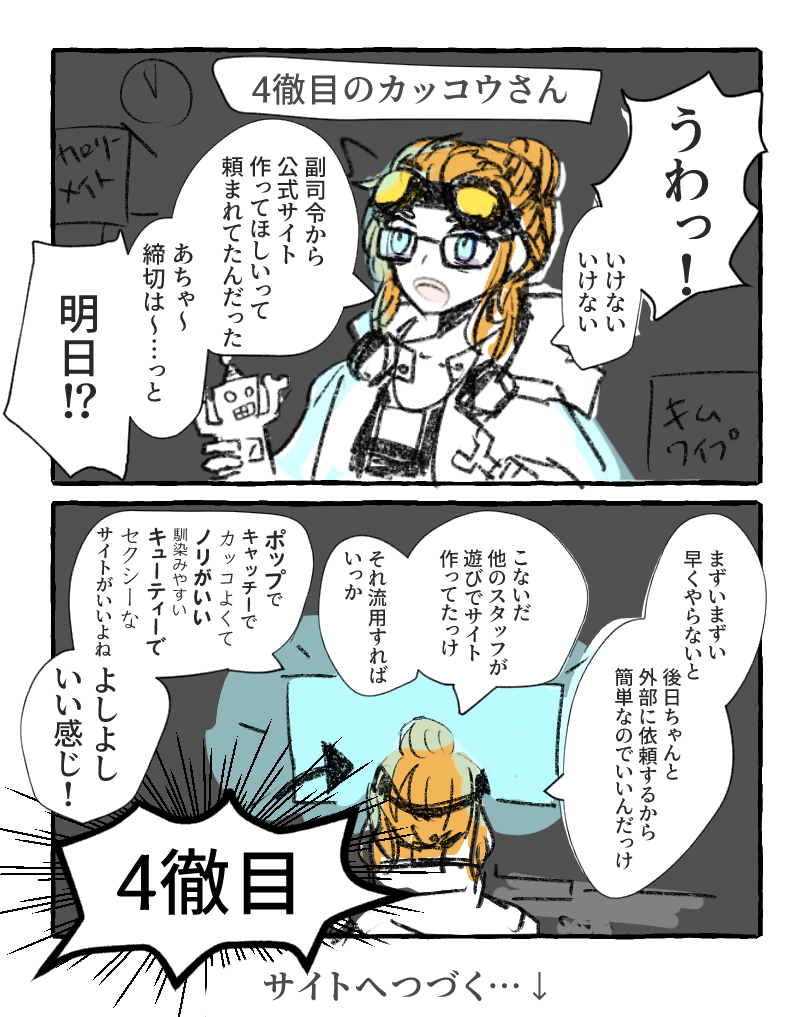 4徹目のカッコウさん
うわっ!
いけない
いけない
副司令から
公式サイト
作ってほしいって
頼まれてたんだった
あちゃ~
締切は~…っと
明日!?
カロリー
メイト
キム
ワイプ
まずいまずい
早くやらないと
後日ちゃんと
外部に依頼するから
簡単なのでいいんだっけ
こないだ
他のスタッフが
遊びでサイト
作ってたっけ
それ流用すれば
いっか
ポップで
キャッチーで
カッコよくて
ノリがいい
馴染みやすい
キューティーで
セクシーな
サイトがいいよね
よしよし
いい感じ!
4徹目
サイトへつづく…↓